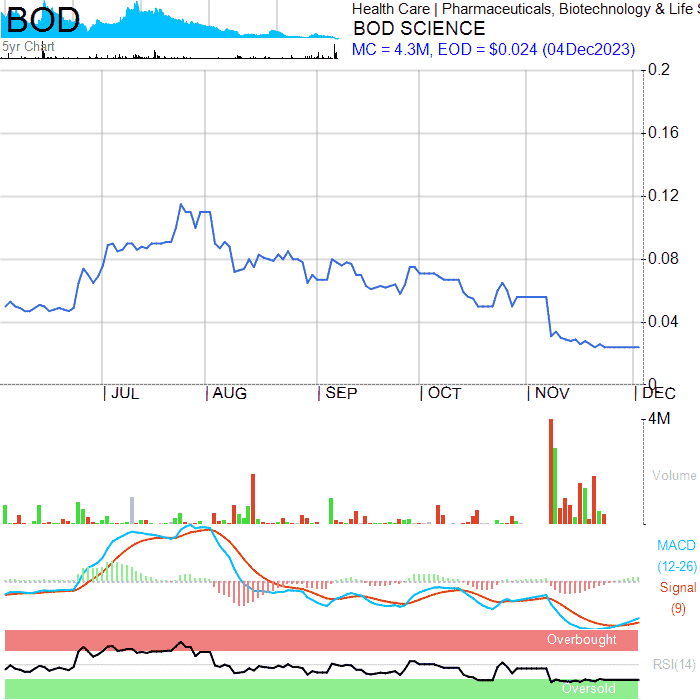 BOD
5yr Chart
Health Care | Pharmaceuticals, Biotechnology & Life S
BOD SCIENCE
MC = 4.3M, EOD = $0.024 (04Dec2023)
0.2
0.16
0.12
0.08
0.04
0
JUL AUG SEP OCT NOV DEC
4M
Volume
MACD
(12-26)
Signal
(9)
Overbought
RSI(14)
Oversold